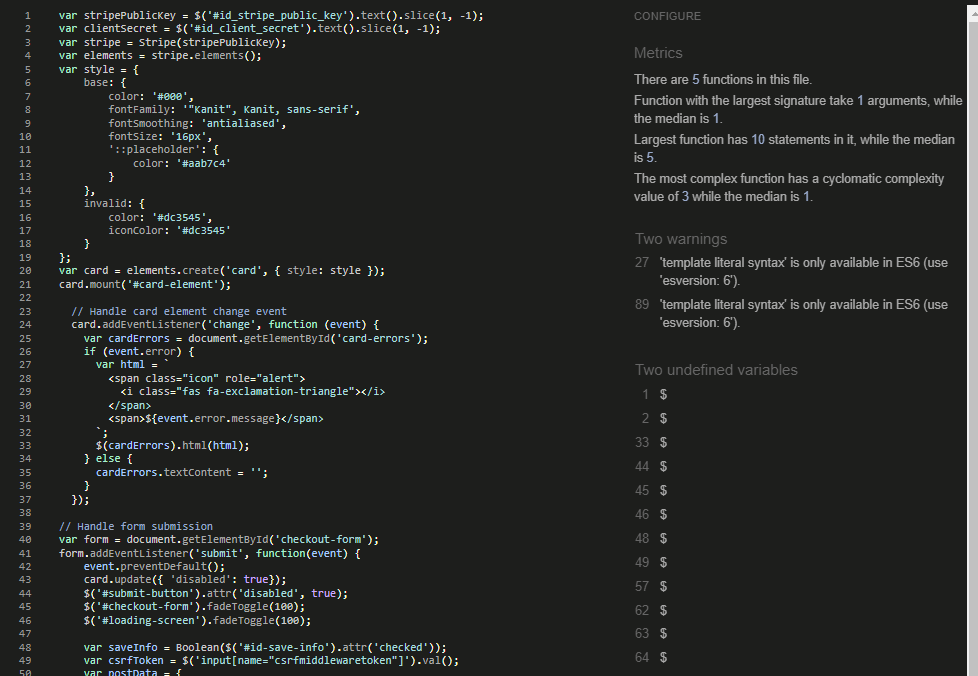 1 var stripePublicKey = $('#id_stripe_public_key').text().slice(1, -1);
2 var clientSecret = $('#id_client_secret').text().slice(1, -1);
3 var stripe = Stripe(stripePublicKey);
4 var elements = stripe.elements();
5 var style = {
6 base: {
7 color: '#000',
8 fontFamily: '"Kanit", Kanit, sans-serif',
9 fontSmoothing: 'antialiased',
10 fontSize: '16px',
11 '::placeholder': {
12 color: '#aab7c4'
13 }
14 },
15 invalid: {
16 color: '#dc3545',
17 iconColor: '#dc3545'
18 }
19 };
20 var card = elements.create('card', { style: style });
21 card.mount('#card-element');
22
23 // Handle card element change event
24 card.addEventListener('change', function (event) {
25 var cardErrors = document.getElementById('card-errors');
26 if (event.error) {
27 var html = `
28 <span class="icon" role="alert">
29 <i class="fas fa-exclamation-triangle"></i>
30 </span>
31 <span>${event.error.message}</span>
32 `;
33 $(cardErrors).html(html);
34 } else {
35 cardErrors.textContent = '';
36 }
37 });
38
39 // Handle form submission
40 var form = document.getElementById('checkout-form');
41 form.addEventListener('submit', function(event) {
42 event.preventDefault();
43 card.update({ 'disabled': true});
44 $('#submit-button').attr('disabled', true);
45 $('#checkout-form').fadeToggle(100);
46 $('#loading-screen').fadeToggle(100);
47
48 var saveInfo = Boolean($('#id-save-info').attr('checked'));
49 var csrfToken = $('input[name="csrfmiddlewaretoken"]').val();
50 var postData = {
CONFIGURE
Metrics
There are 5 functions in this file.
Function with the largest signature take 1 arguments, while
the median is 1.
Largest function has 10 statements in it, while the median
is 5.
The most complex function has a cyclomatic complexity
value of 3 while the median is 1.
Two warnings
27 'template literal syntax' is only available in ES6 (use
'esversion: 6').
89 'template literal syntax' is only available in ES6 (use
'esversion: 6').
Two undefined variables
1 $
2 $
33 $
44 $
45 $
46 $
48 $
49 $
57 $
62 $
63 $
64 $